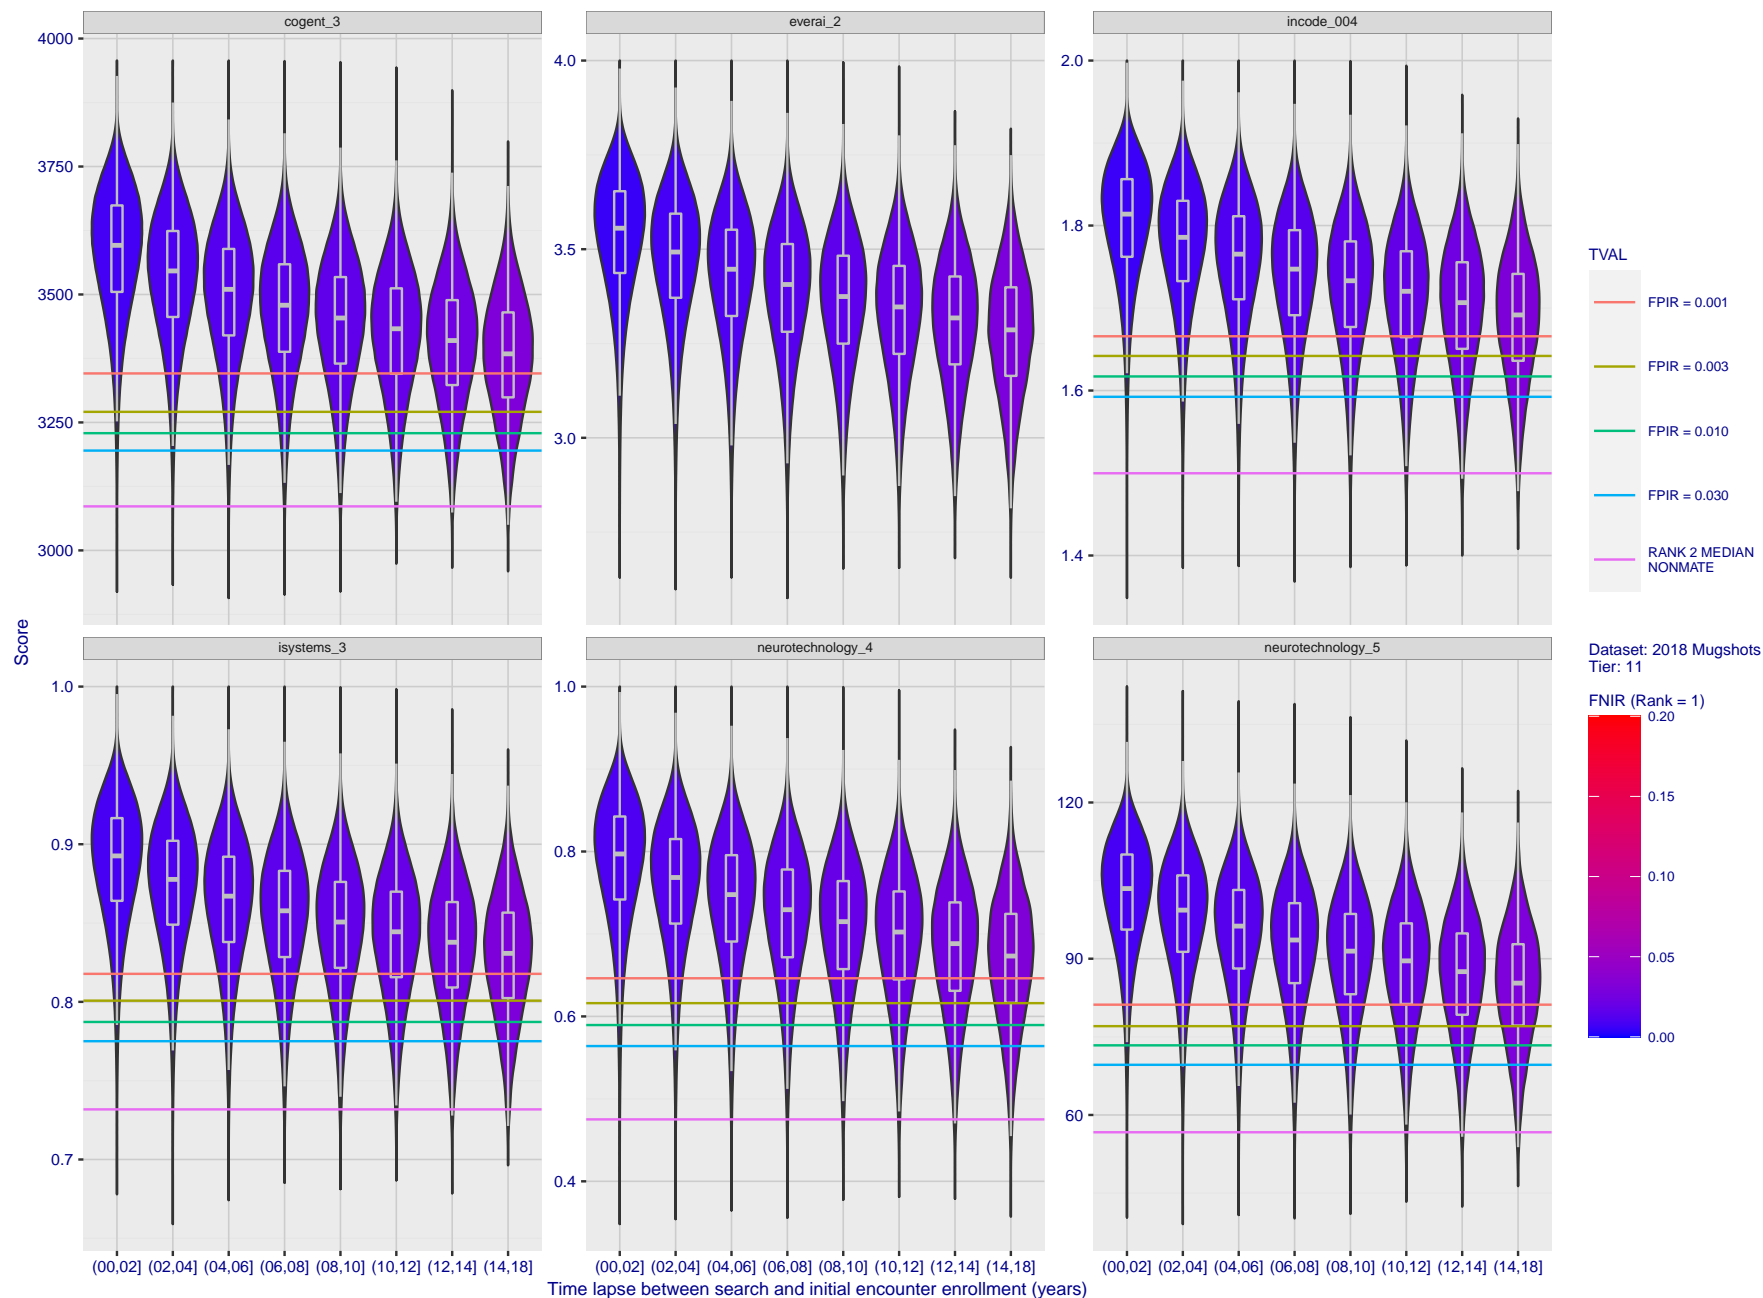 cogent_3
everai_2
incode_004
4000
3750
3500
3250
3000
4.0
3.5
3.0
2.0
1.8
1.6
1.4
isystems_3
neurotechnology_4
neurotechnology_5
1.0
0.9
0.8
0.7
1.0
0.8
0.6
0.4
120
90
60
Score
(00,02] (02,04] (04,06] (06,08] (08,10] (10,12] (12,14] (14,18]
(00,02] (02,04] (04,06] (06,08] (08,10] (10,12] (12,14] (14,18]
(00,02] (02,04] (04,06] (06,08] (08,10] (10,12] (12,14] (14,18]
Time lapse between search and initial encounter enrollment (years)
TVAL
FPIR = 0.001
FPIR = 0.003
FPIR = 0.010
FPIR = 0.030
RANK 2 MEDIAN
NONMATE
Dataset: 2018 Mugshots
Tier: 11
FNIR (Rank = 1)
0.20
0.15
0.10
0.05
0.00